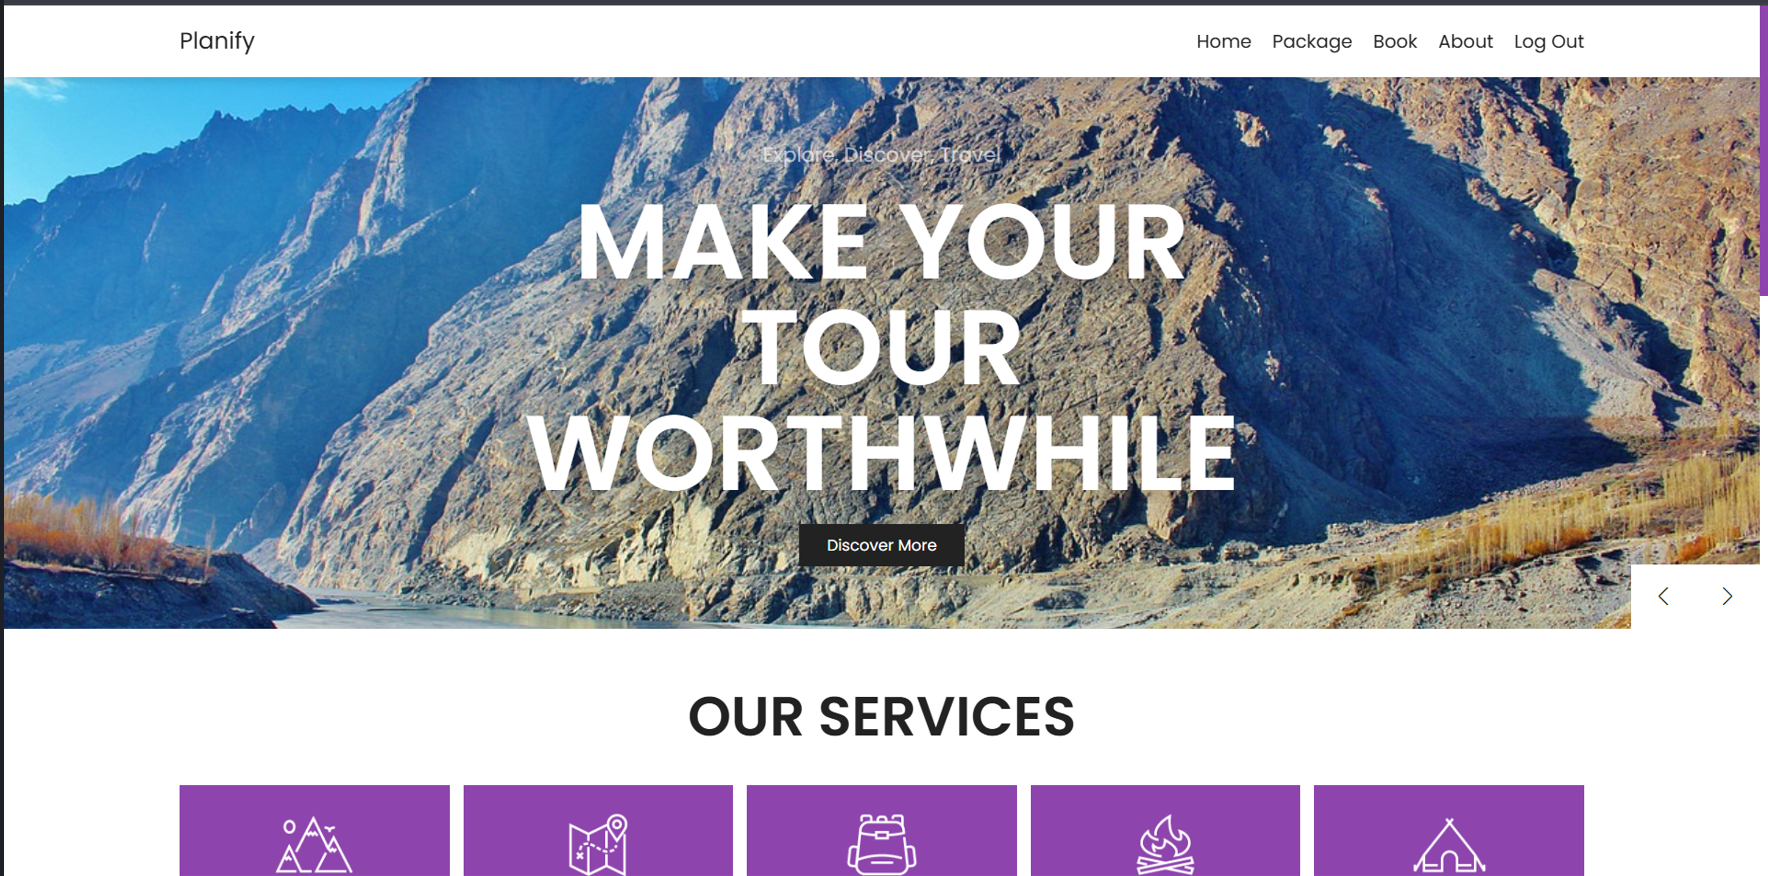 Planify
Home Package Book About Log Out
Explore, Discover, Travel
MAKE YOUR
TOUR
WORTHWHILE
Discover More
OUR SERVICES